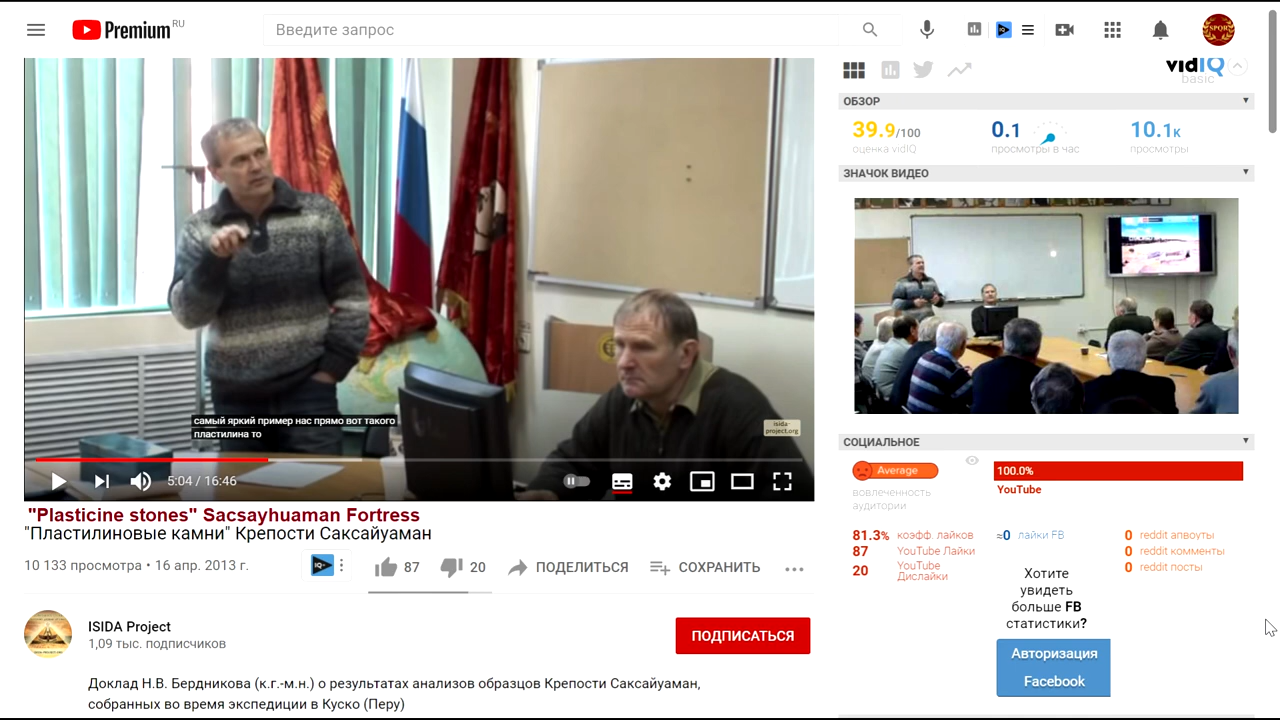 Premium RU
Введите запрос
SPQR
vidIQ
basic
ОБЗОР
39.9/100
0.1
10.1к
оценка vidIQ
просмотры в час
просмотры
ЗНАЧОК ВИДЕО
самый яркий пример нас прямо вот такого
пластилина то
isida-
project.org
5:04 / 16:46
"Plasticine stones" Sacsayhuaman Fortress
"Пластилиновые камни" Крепости Саксайуаман
10 133 просмотра • 16 апр. 2013 г.
87
20
ПОДЕЛИТЬСЯ
СОХРАНИТЬ
ISIDA Project
1,09 тыс. подписчиков
ПОДПИСАТЬСЯ
Доклад Н.В. Бердникова (к.г.-м.н.) о результатах анализов образцов Крепости Саксайуаман,
собранных во время экспедиции в Куско (Перу)
СОЦИАЛЬНОЕ
Average
вовлеченность
аудитории
100.0%
YouTube
81.3% коэфф. лайков
87 YouTube Лайки
20 YouTube
Дислайки
≈0 лайки FB
0 reddit апвоуты
0 reddit комменты
0 reddit посты
Хотите
увидеть
больше FB
статистики?
Авторизация
Facebook